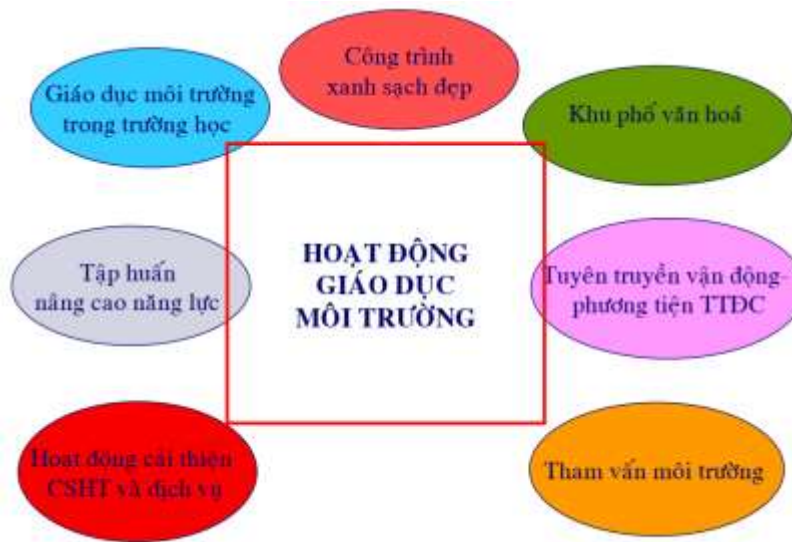 Công trình
xanh sạch đẹp
Giáo dục môi trường
trong trường học
Khu phố văn hoá
Tập huấn
nâng cao năng lực
HOẠT ĐỘNG
GIÁO DỤC
MÔI TRƯỜNG
Tuyên truyền vận động-
phương tiện TTĐC
Hoạt động cải thiện
CSHT và dịch vụ
Tham vấn môi trường